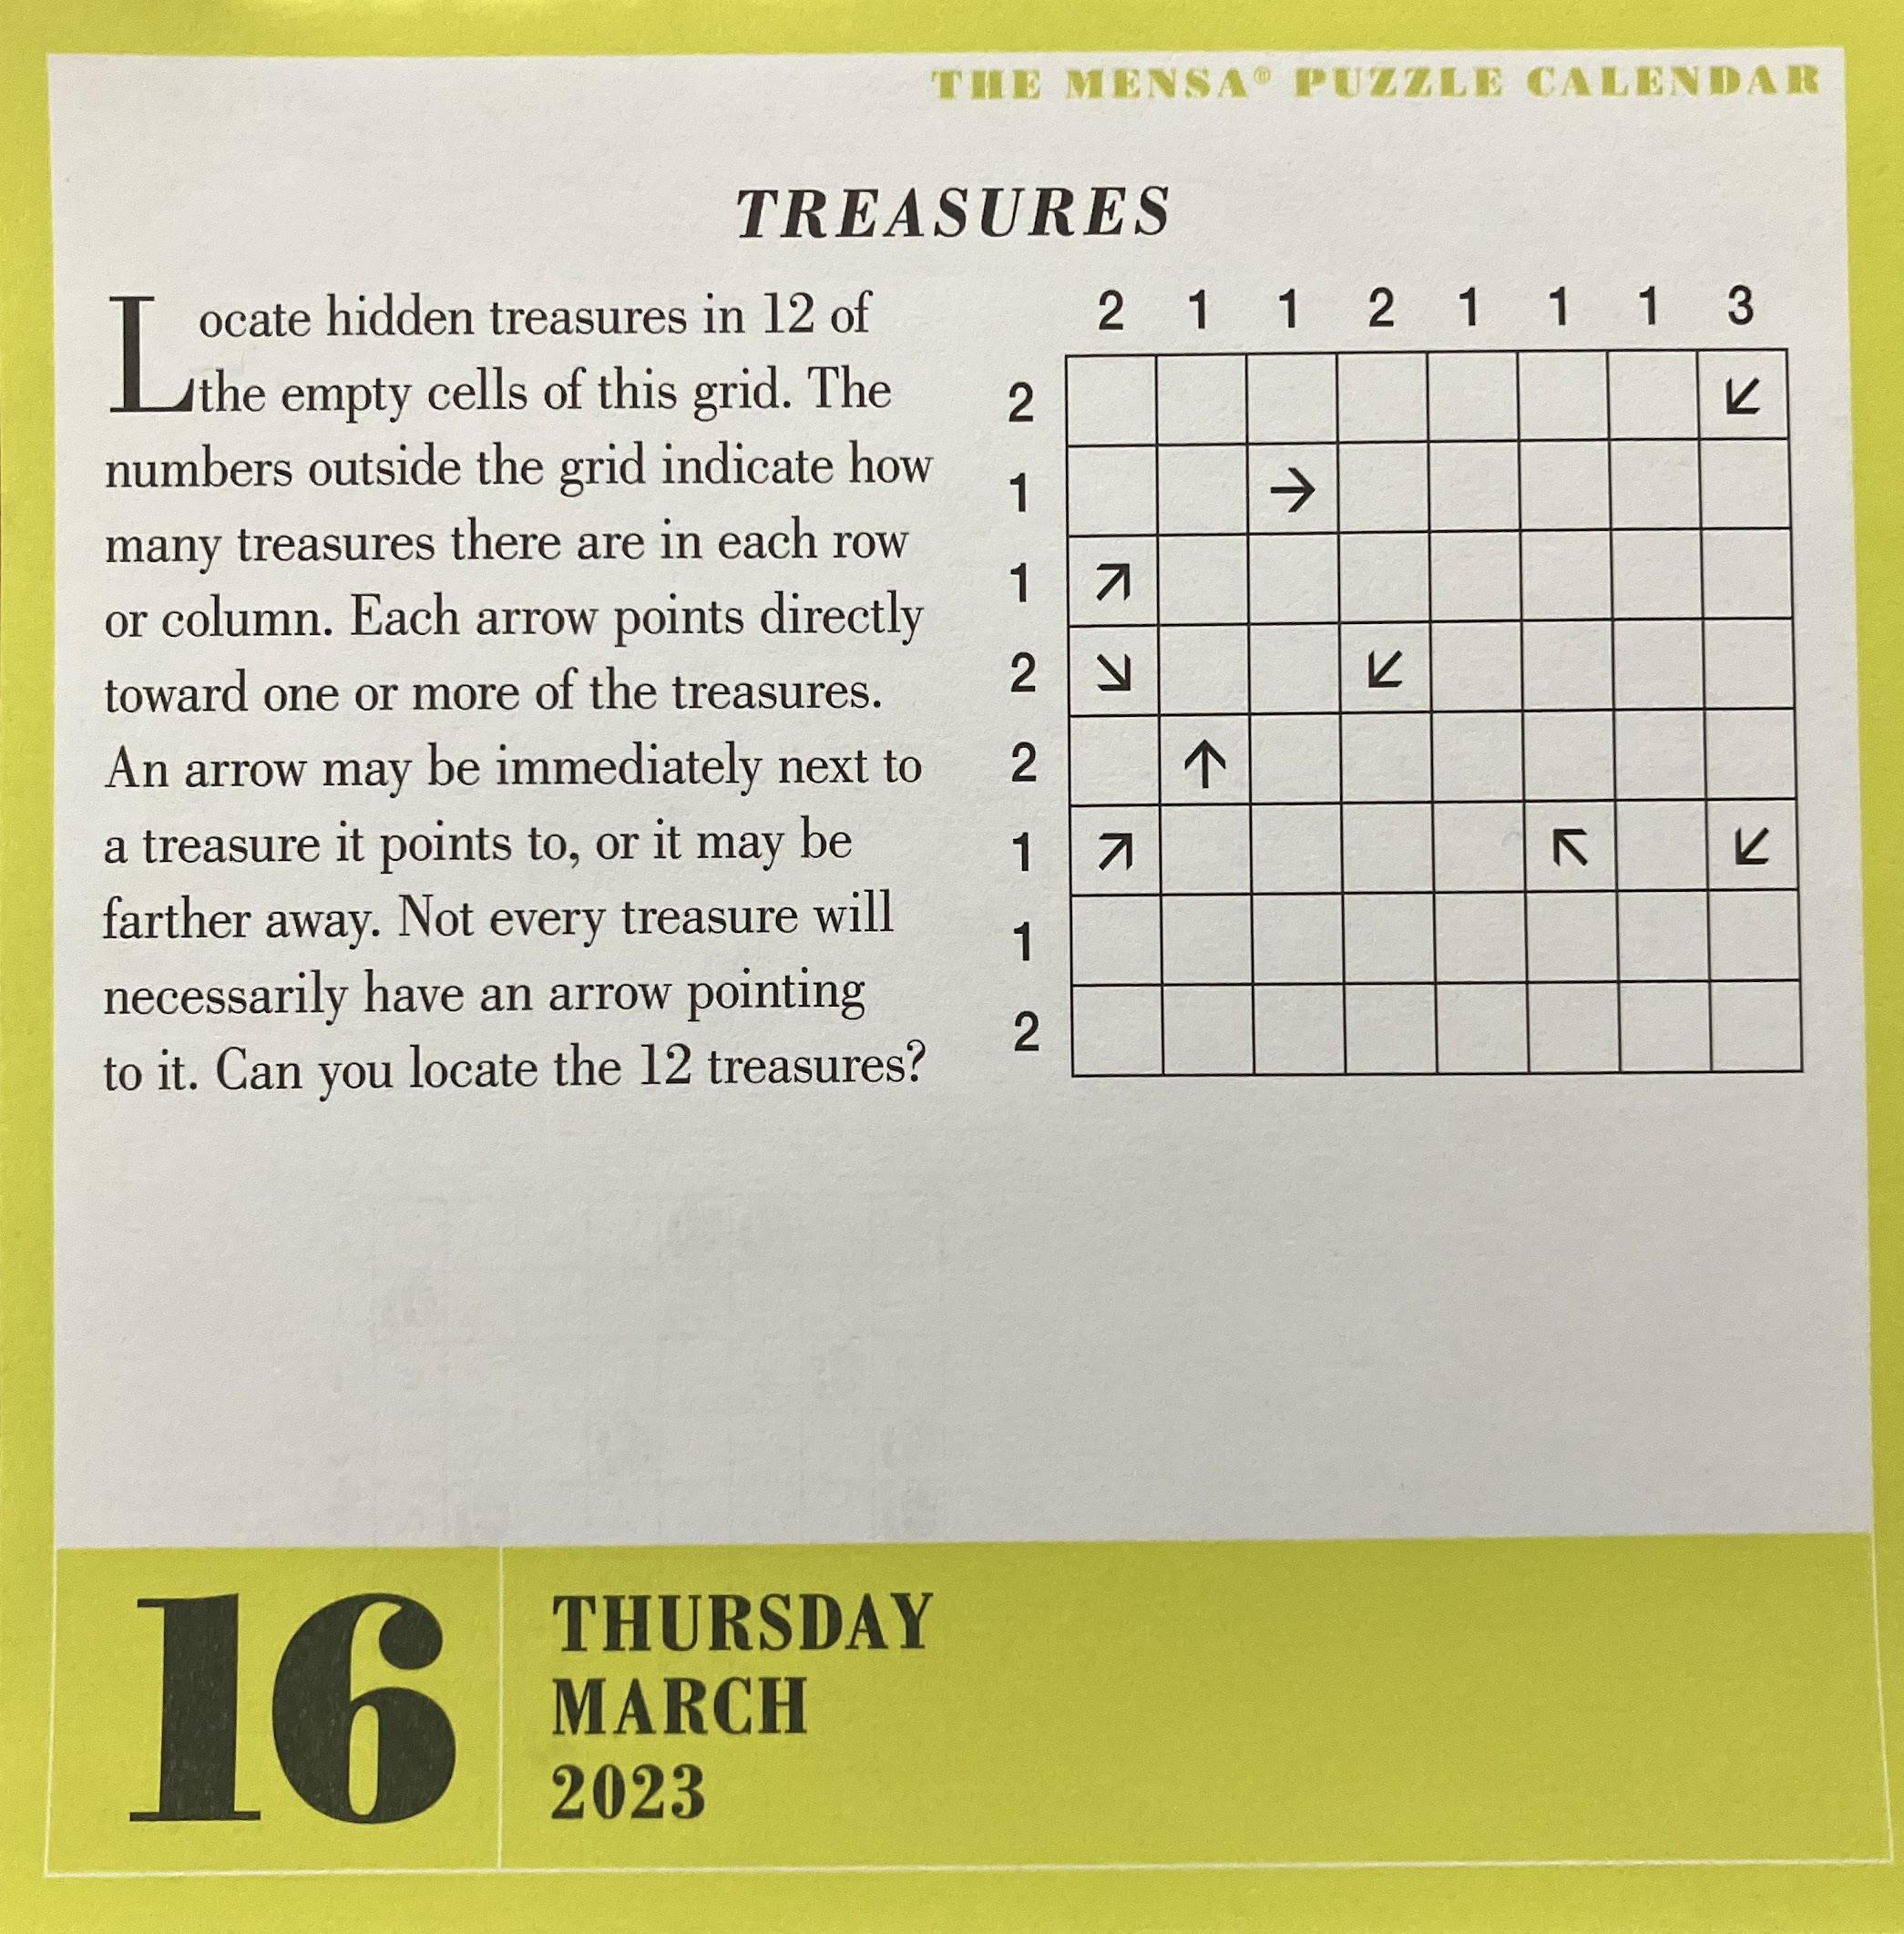 THE MENSA® PUZZLE CALENDAR
TREASURES
Locate hidden treasures in 12 of
the empty cells of this grid. The
numbers outside the grid indicate how
many treasures there are in each row
or column. Each arrow points directly
toward one or more of the treasures.
An arrow may be immediately next to
a treasure it points to, or it may be
farther away. Not every treasure will
necessarily have an arrow pointing
to it. Can you locate the 12 treasures?
2 1 1 2 1 1 1 3
2 ↙
1 →
1 ↗
2 ↘ ↙
2 ↑
1 ↗ ↖ ↙
1
2
16
THURSDAY
MARCH
2023